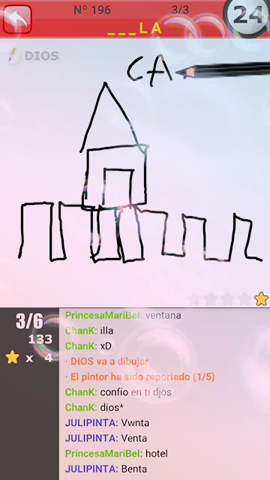 Nº 196
3/3
___LA
24
DIOS
CA
3/6
133
x 4
PrincesaMariBel: ventana
ChanK: illa
ChanK: xD
· DIOS va a dibujar
· El pintor ha sido reportado (1/5)
ChanK: confío en ti djos
ChanK: dios*
JULIPINTA: Vwnta
JULIPINTA: Venta
PrincesaMariBel: hotel
JULIPINTA: Benta